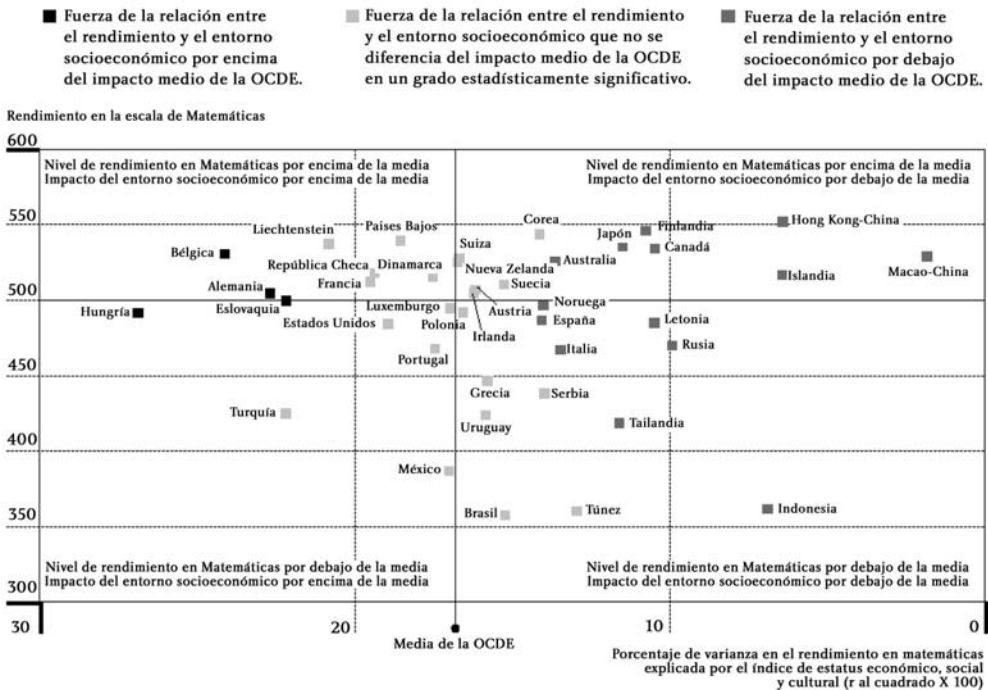 Fuerza de la relación entre
el rendimiento y el entorno
socioeconómico por encima
del impacto medio de la OCDE.
Fuerza de la relación entre el rendimiento
y el entorno socioeconómico que no se
diferencia del impacto medio de la OCDE
en un grado estadísticamente significativo.
Fuerza de la relación entre
el rendimiento y el entorno
socioeconómico por debajo
del impacto medio de la OCDE.
Rendimiento en la escala de Matemáticas
600
Nivel de rendimiento en Matemáticas por encima de la media
Impacto del entorno socioeconómico por encima de la media
Nivel de rendimiento en Matemáticas por encima de la media
Impacto del entorno socioeconómico por debajo de la media
550
Liechtenstein
Paises Bajos
Corea
Finlandia
Hong Kong-China
Bélgica
Suiza
Japón
Canadá
República Checa
Dinamarca
Australia
Macao-China
Nueva Zelanda
Francia
Suecia
Islandia
Alemania
500
Eslovaquia
Luxemburgo
Austria
Noruega
Hungría
Estados Unidos
Polonia
Irlanda
España
Letonia
Portugal
Italia
Rusia
450
Grecia
Serbia
Turquía
Uruguay
Tailandia
400
México
350
Brasil
Túnez
Indonesia
Nivel de rendimiento en Matemáticas por debajo de la media
Impacto del entorno socioeconómico por encima de la media
Nivel de rendimiento en Matemáticas por debajo de la media
Impacto del entorno socioeconómico por debajo de la media
300
30
20
10
0
Media de la OCDE
Porcentaje de varianza en el rendimiento en matemáticas
explicada por el índice de estatus económico, social
y cultural (r al cuadrado X 100)